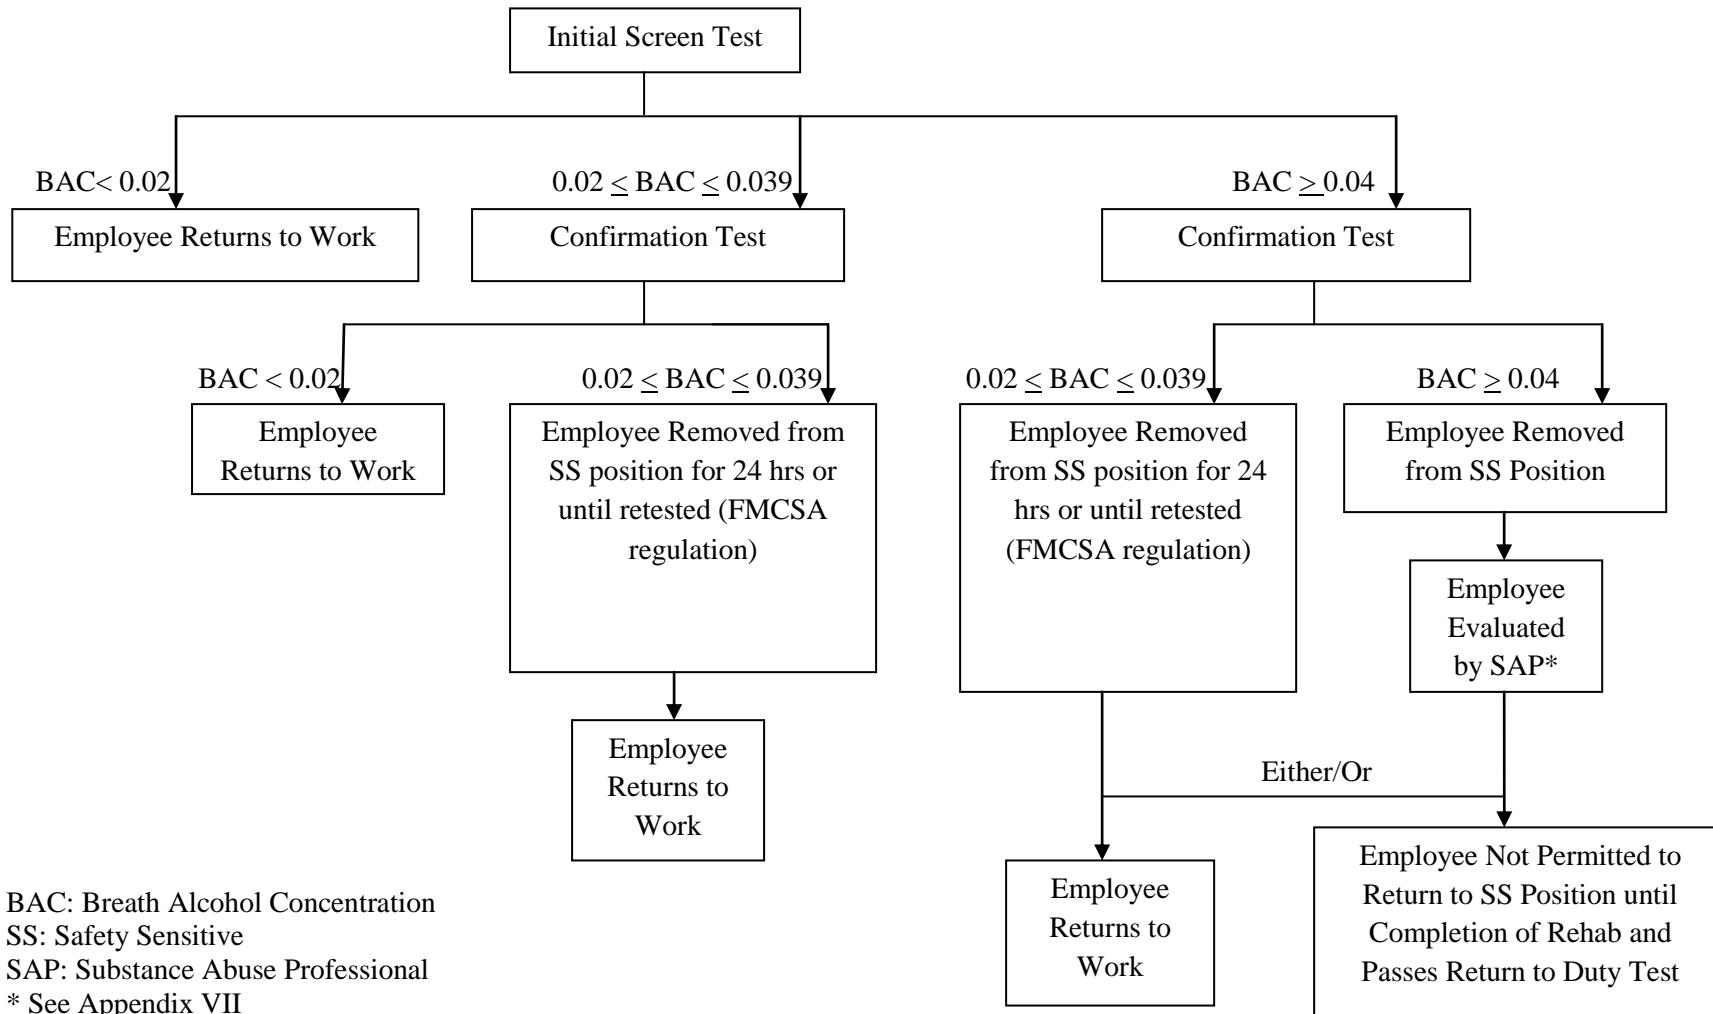 Initial Screen Test
BAC< 0.02
0.02 ≤ BAC ≤ 0.039
BAC ≥ 0.04
Employee Returns to Work
Confirmation Test
Confirmation Test
BAC < 0.02
0.02 ≤ BAC ≤ 0.039
0.02 ≤ BAC ≤ 0.039
BAC ≥ 0.04
Employee
Returns to Work
Employee Removed from
SS position for 24 hrs or
until retested (FMCSA
regulation)
Employee Removed
from SS position for 24
hrs or until retested
(FMCSA regulation)
Employee Removed
from SS Position
Employee
Evaluated
by SAP*
Employee
Returns to
Work
Either/Or
Employee
Returns to
Work
Employee Not Permitted to
Return to SS Position until
Completion of Rehab and
Passes Return to Duty Test
BAC: Breath Alcohol Concentration
SS: Safety Sensitive
SAP: Substance Abuse Professional
* See Appendix VII